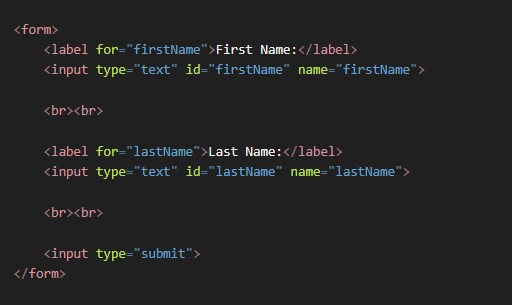 <form>
<label for="firstName">First Name:</label>
<input type="text" id="firstName" name="firstName">
<br><br>
<label for="lastName">Last Name:</label>
<input type="text" id="lastName" name="lastName">
<br><br>
<input type="submit">
</form>